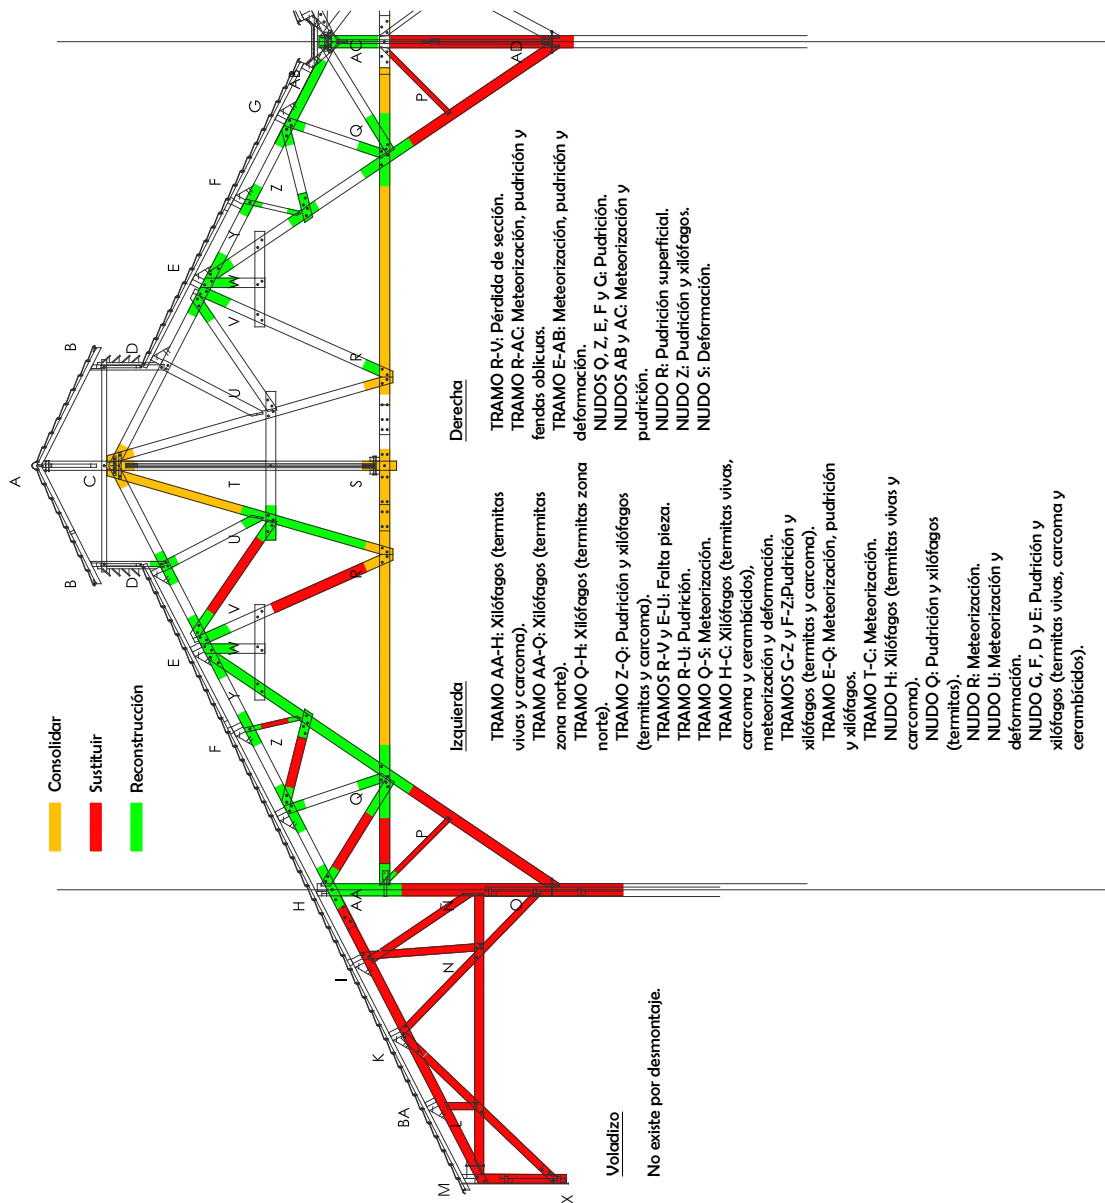 Consolidar
Sustituir
Reconstrucción
A
B
B
C
D
D
E
E
F
F
G
H
I
K
BA
M
L
X
N
Ñ
O
AA
P
Q
Z
Y
W
V
U
R
T
S
U
R
V
W
Y
Z
Q
P
AB
AC
AD
Voladizo
No existe por desmontaje.
Izquierda
TRAMO AA-H: Xilófagos (termitas
vivas y carcoma).
TRAMO AA-Q: Xilófagos (termitas
zona norte).
TRAMO Q-H: Xilófagos (termitas zona
norte).
TRAMO Z-Q: Pudrición y xilófagos
(termitas y carcoma).
TRAMOS R-V y E-U: Falta pieza.
TRAMO R-U: Pudrición.
TRAMO Q-S: Meteorización.
TRAMO H-C: Xilófagos (termitas vivas,
carcoma y cerambícidos),
meteorización y deformación.
TRAMOS G-Z y F-Z:Pudrición y
xilófagos (termitas y carcoma).
TRAMO E-Q: Meteorización, pudrición
y xilófagos.
TRAMO T-C: Meteorización.
NUDO H: Xilófagos (termitas vivas y
carcoma).
NUDO Q: Pudrición y xilófagos
(termitas).
NUDO R: Meteorización.
NUDO U: Meteorización y
deformación.
NUDO G, F, D y E: Pudrición y
xilófagos (termitas vivas, carcoma y
cerambícidos).
Derecha
TRAMO R-V: Pérdida de sección.
TRAMO R-AC: Meteorización, pudrición y
fendas oblicuas.
TRAMO E-AB: Meteorización, pudrición y
deformación.
NUDOS Q, Z, E, F y G: Pudrición.
NUDOS AB y AC: Meteorización y
pudrición.
NUDO R: Pudrición superficial.
NUDO Z: Pudrición y xilófagos.
NUDO S: Deformación.